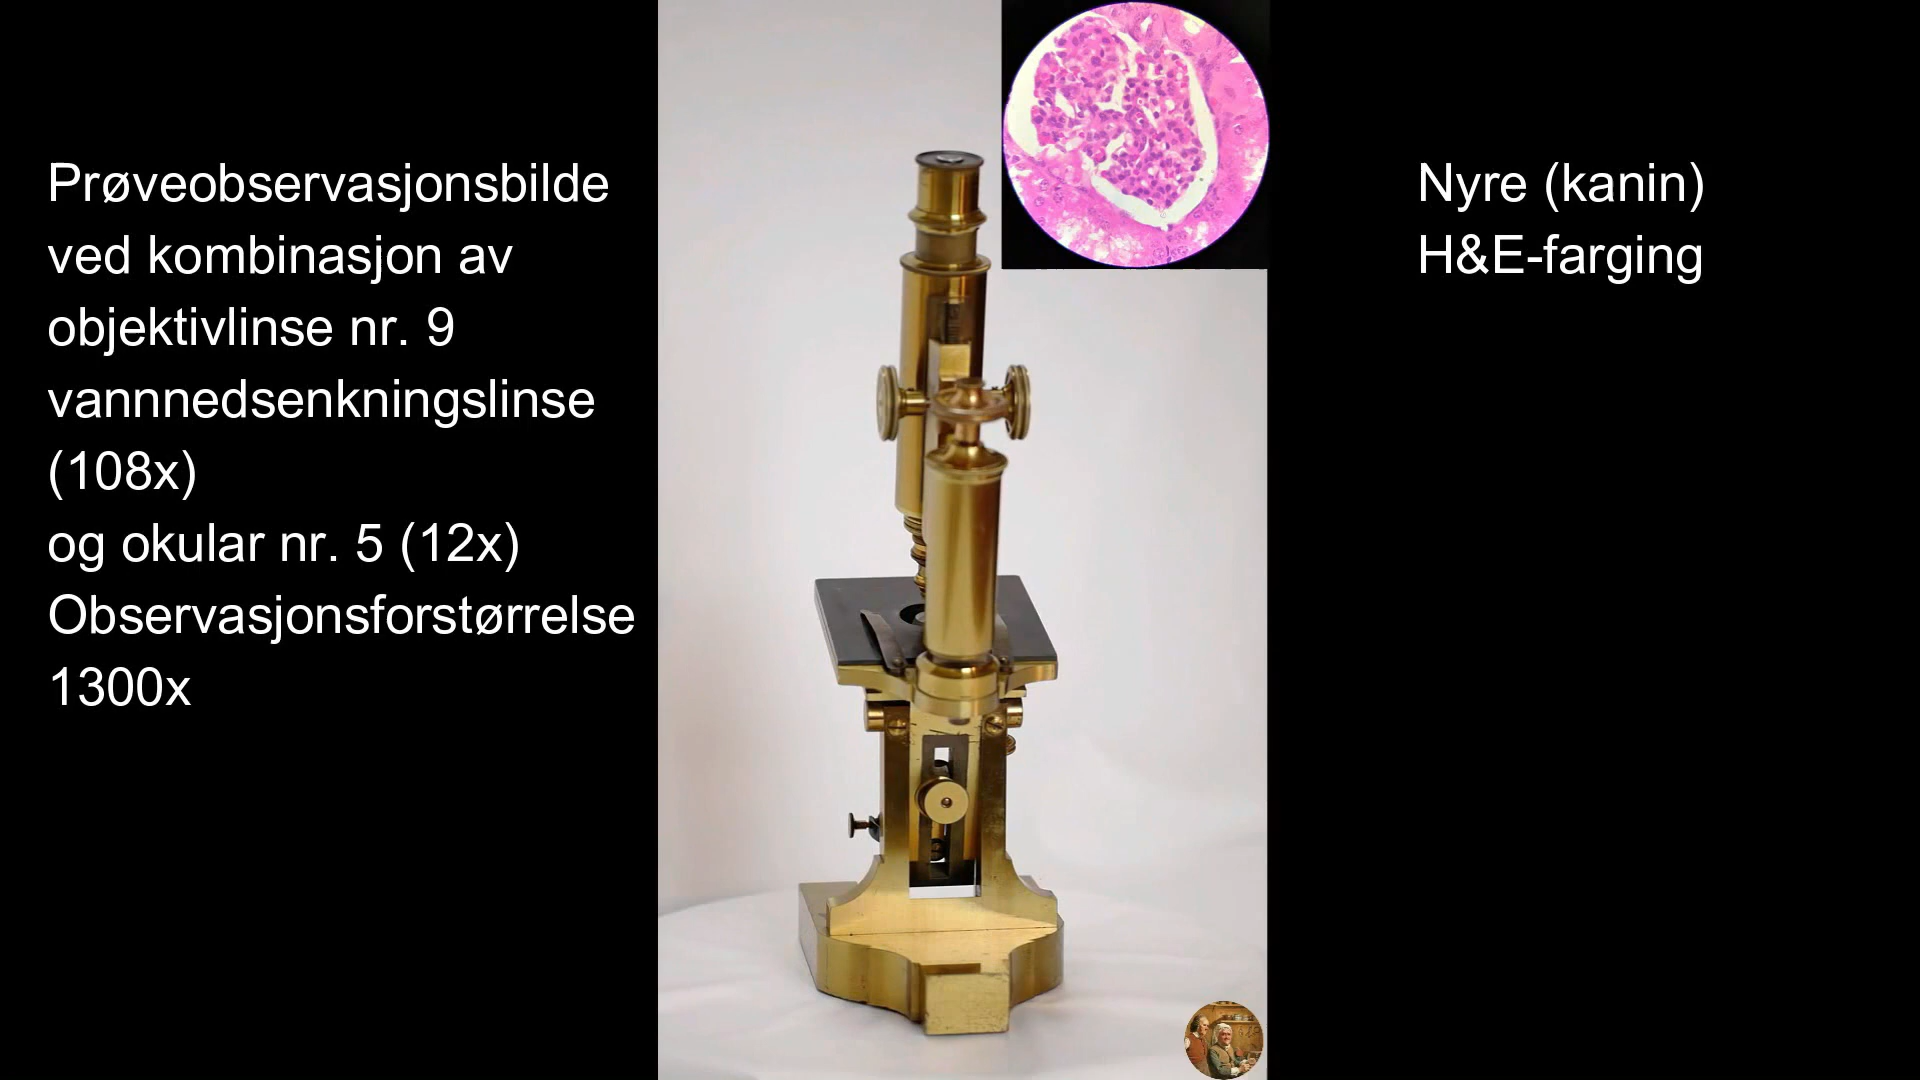 Prøveobservasjonsbilde
ved kombinasjon av
objektivlinse nr. 9
vannnedsenkningslinse
(108x)
og okular nr. 5 (12x)
Observasjonsforstørrelse
1300x
Nyre (kanin)
H&E-farging